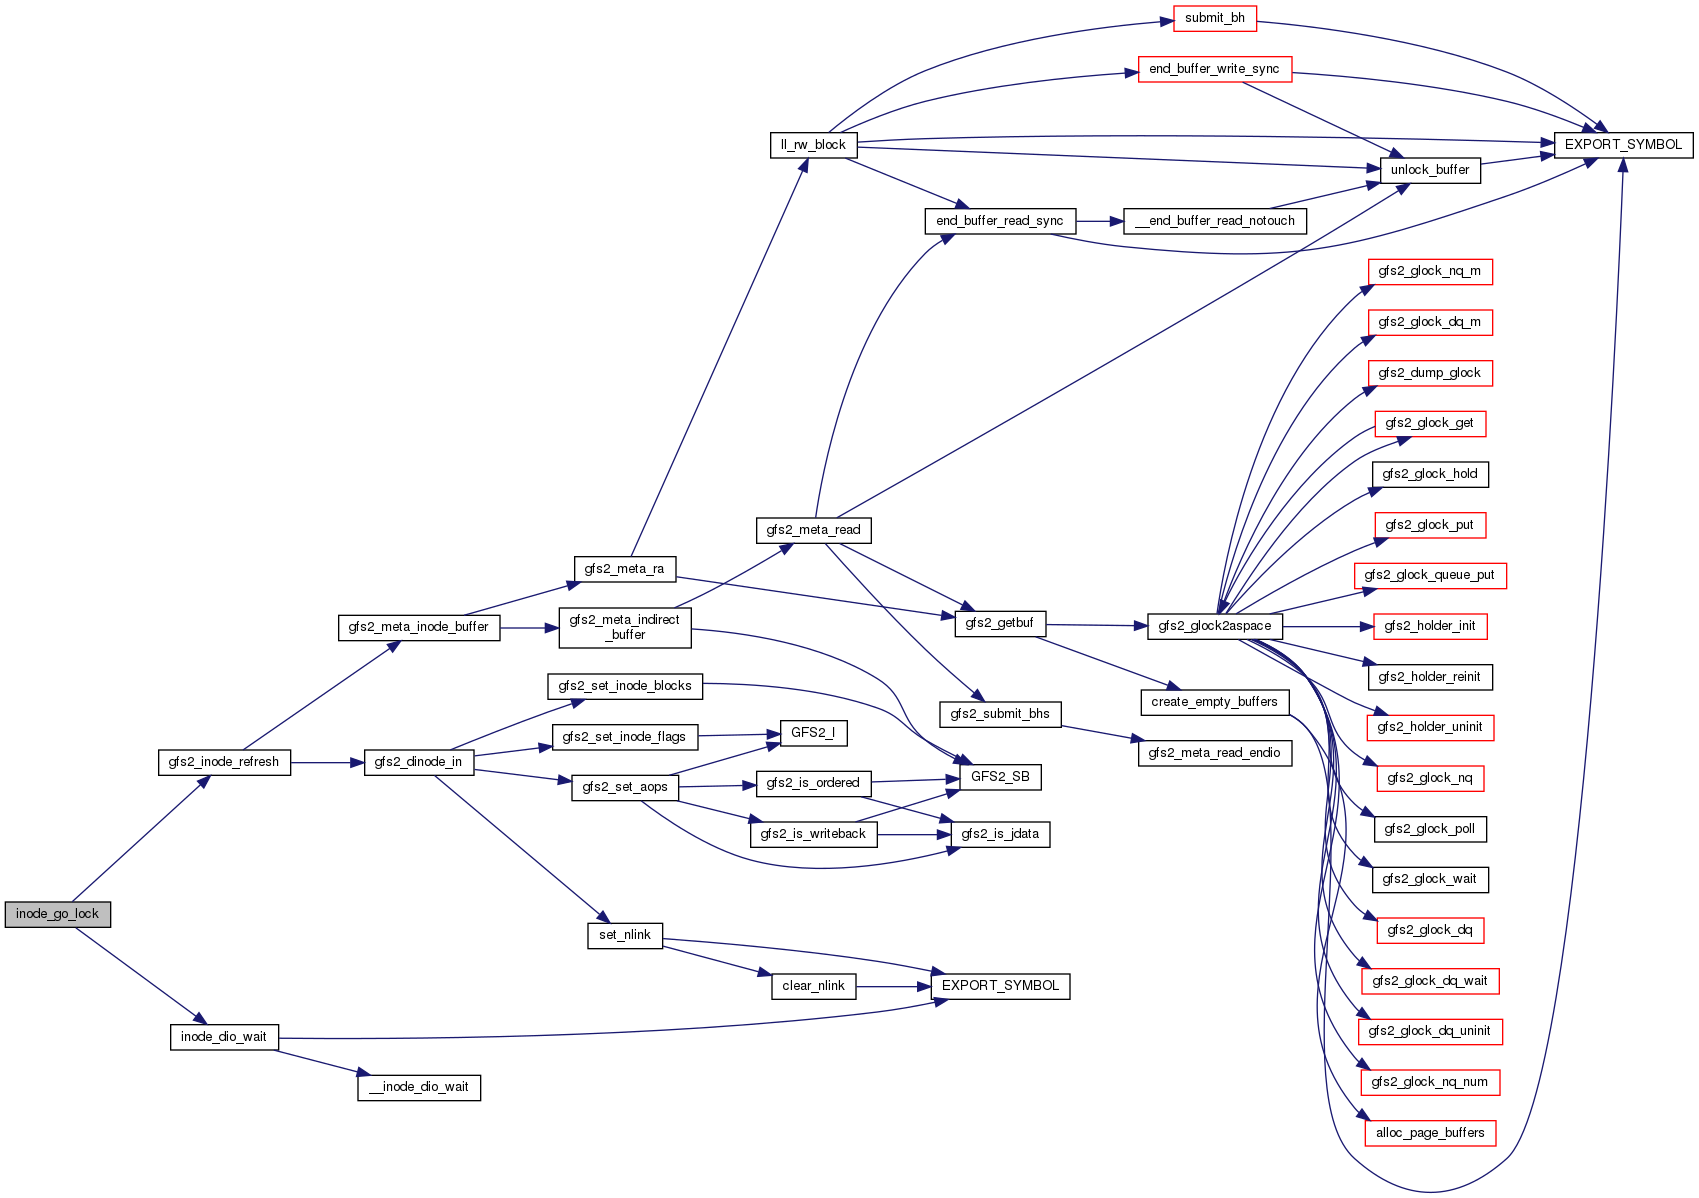 submit_bh
end_buffer_write_sync
ll_rw_block
EXPORT_SYMBOL
unlock_buffer
end_buffer_read_sync
__end_buffer_read_notouch
gfs2_glock_nq_m
gfs2_glock_dq_m
gfs2_dump_glock
gfs2_glock_get
gfs2_glock_hold
gfs2_glock_put
gfs2_meta_read
gfs2_meta_ra
gfs2_glock_queue_put
gfs2_meta_inode_buffer
gfs2_meta_indirect
_buffer
gfs2_getbuf
gfs2_glock2aspace
gfs2_holder_init
gfs2_holder_reinit
gfs2_set_inode_blocks
create_empty_buffers
gfs2_submit_bhs
gfs2_holder_uninit
gfs2_set_inode_flags
GFS2_I
gfs2_meta_read_endio
gfs2_inode_refresh
gfs2_dinode_in
gfs2_set_aops
gfs2_is_ordered
GFS2_SB
gfs2_glock_nq
gfs2_is_writeback
gfs2_is_jdata
gfs2_glock_poll
gfs2_glock_wait
inode_go_lock
set_nlink
gfs2_glock_dq
clear_nlink
EXPORT_SYMBOL
gfs2_glock_dq_wait
inode_dio_wait
gfs2_glock_dq_uninit
__inode_dio_wait
gfs2_glock_nq_num
alloc_page_buffers